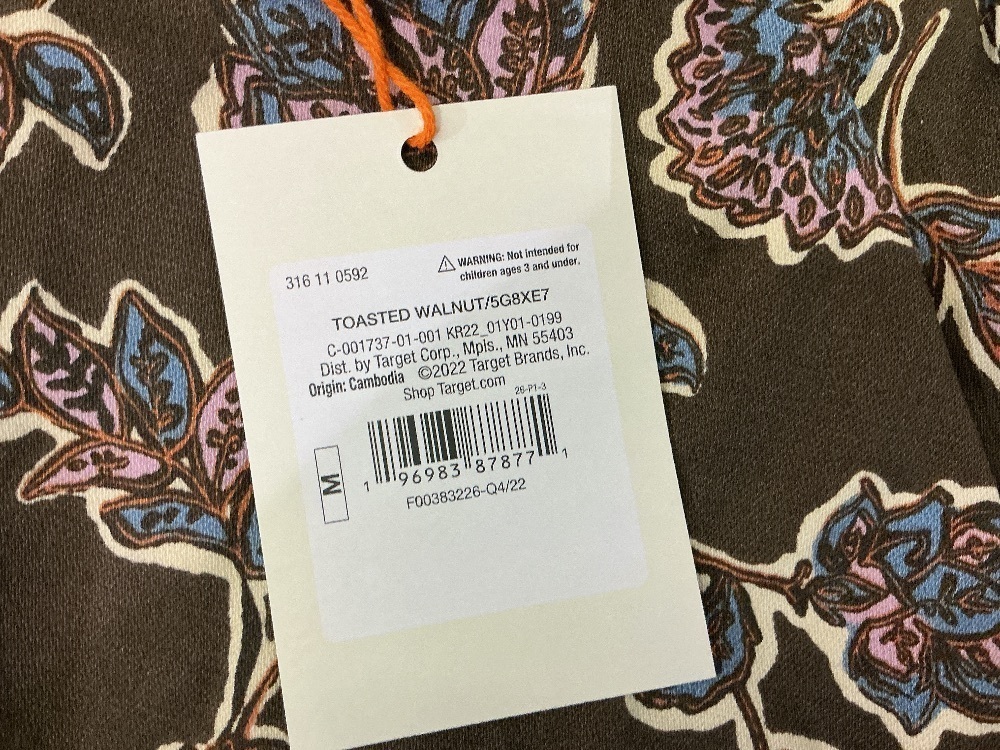 316 11 0592
WARNING: Not intended for
children ages 3 and under.
TOASTED WALNUT/5G8XE7
C-001737-01-001 KR22_01Y01-0199
Dist. by Target Corp., Mpls., MN 55403
Origin: Cambodia ©2022 Target Brands, Inc.
Shop Target.com 26-P1-3
M
1 96983 87877 1
F00383226-Q4/22